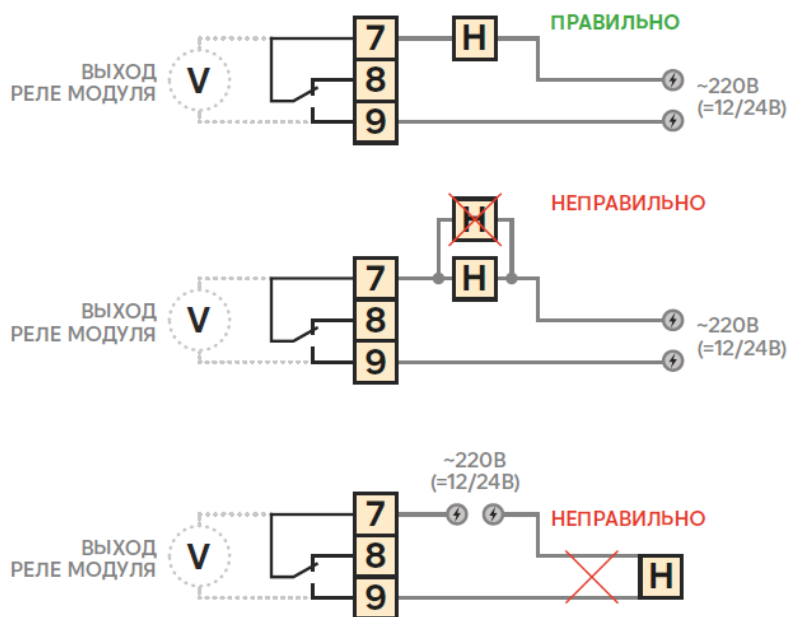 ПРАВИЛЬНО
7
H
ВЫХОД
РЕЛЕ МОДУЛЯ
V
8
~220В
(=12/24В)
9
НЕПРАВИЛЬНО
H
7
H
ВЫХОД
РЕЛЕ МОДУЛЯ
V
8
~220В
(=12/24В)
9
~220В
(=12/24В)
7
НЕПРАВИЛЬНО
ВЫХОД
РЕЛЕ МОДУЛЯ
V
8
H
9